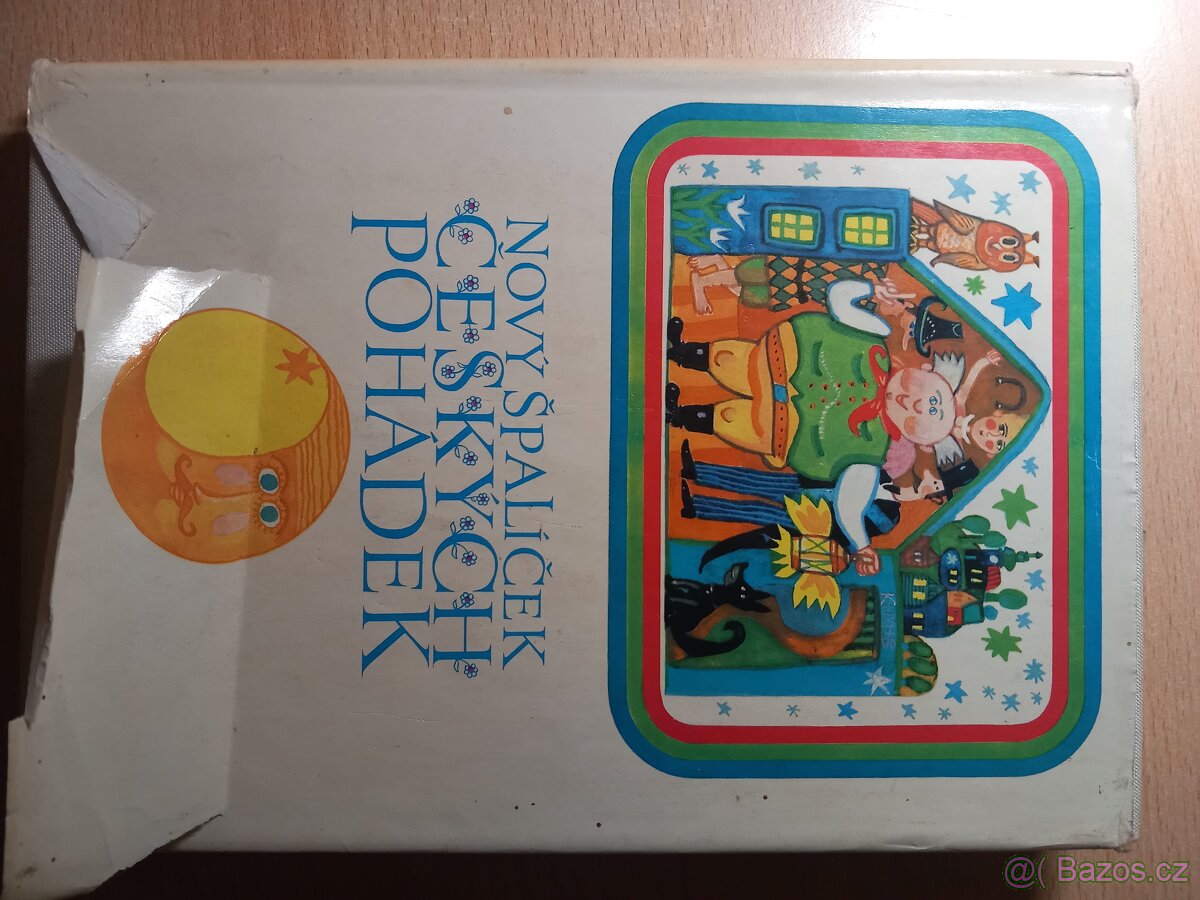 NOVÝ ŠPALÍČEK
ČESKÝCH
POHÁDEK
@( Bazos.cz